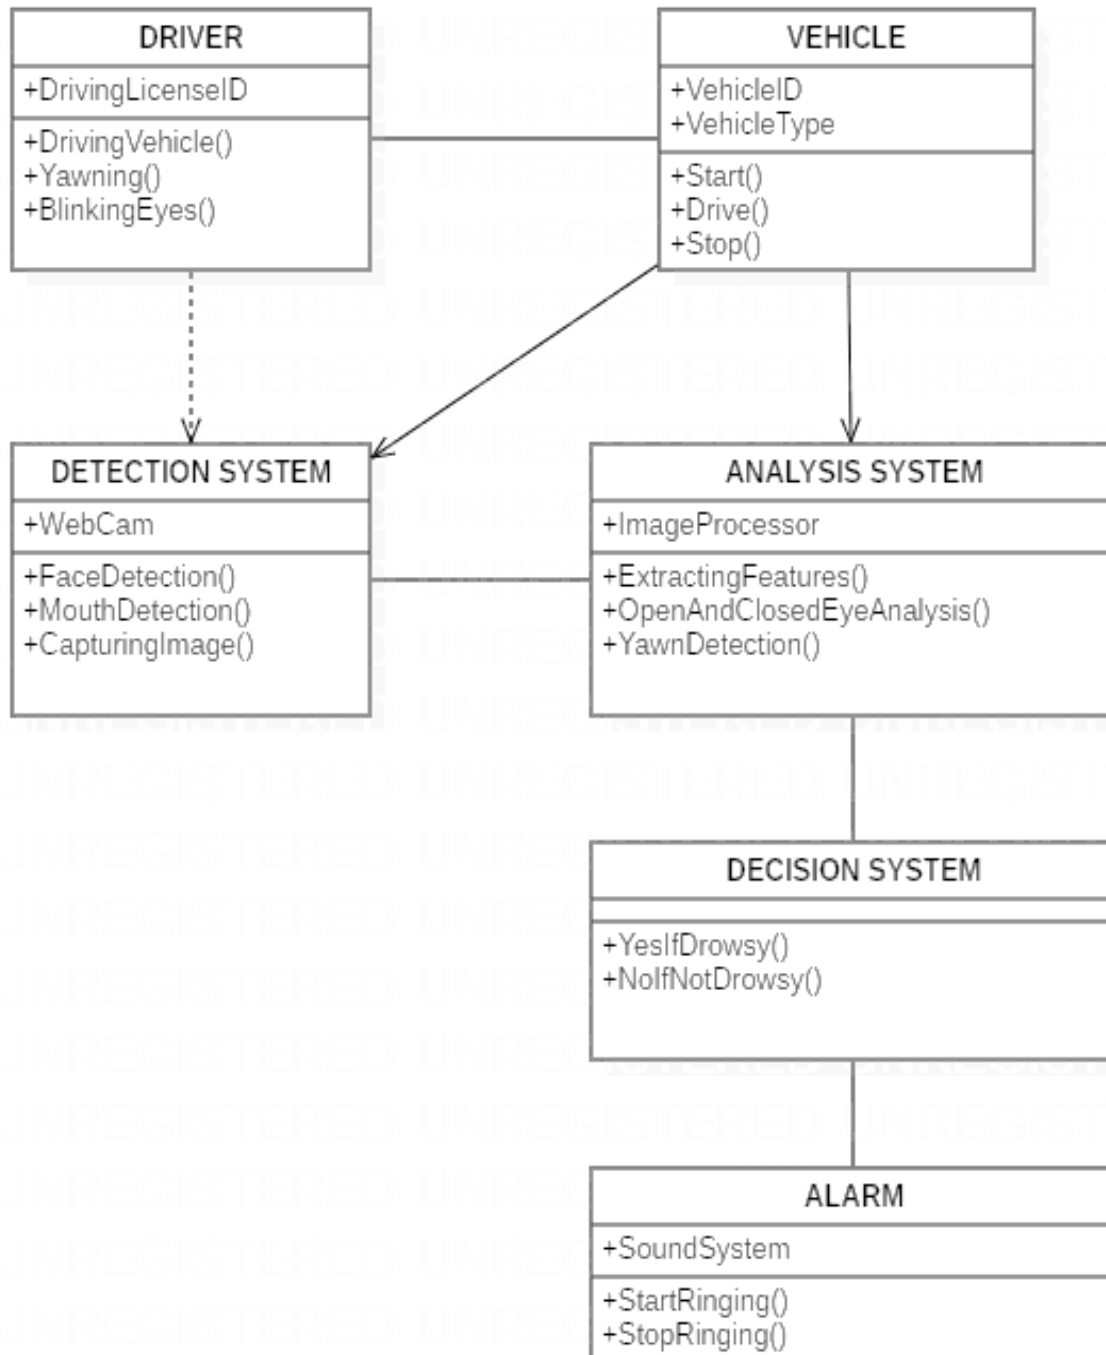 DRIVER
+DrivingLicenseID
+DrivingVehicle()
+Yawning()
+BlinkingEyes()
VEHICLE
+VehicleID
+VehicleType
+Start()
+Drive()
+Stop()
DETECTION SYSTEM
+WebCam
+FaceDetection()
+MouthDetection()
+CapturingImage()
ANALYSIS SYSTEM
+ImageProcessor
+ExtractingFeatures()
+OpenAndClosedEyeAnalysis()
+YawnDetection()
DECISION SYSTEM
+YesIfDrowsy()
+NoIfNotDrowsy()
ALARM
+SoundSystem
+StartRinging()
+StopRinging()